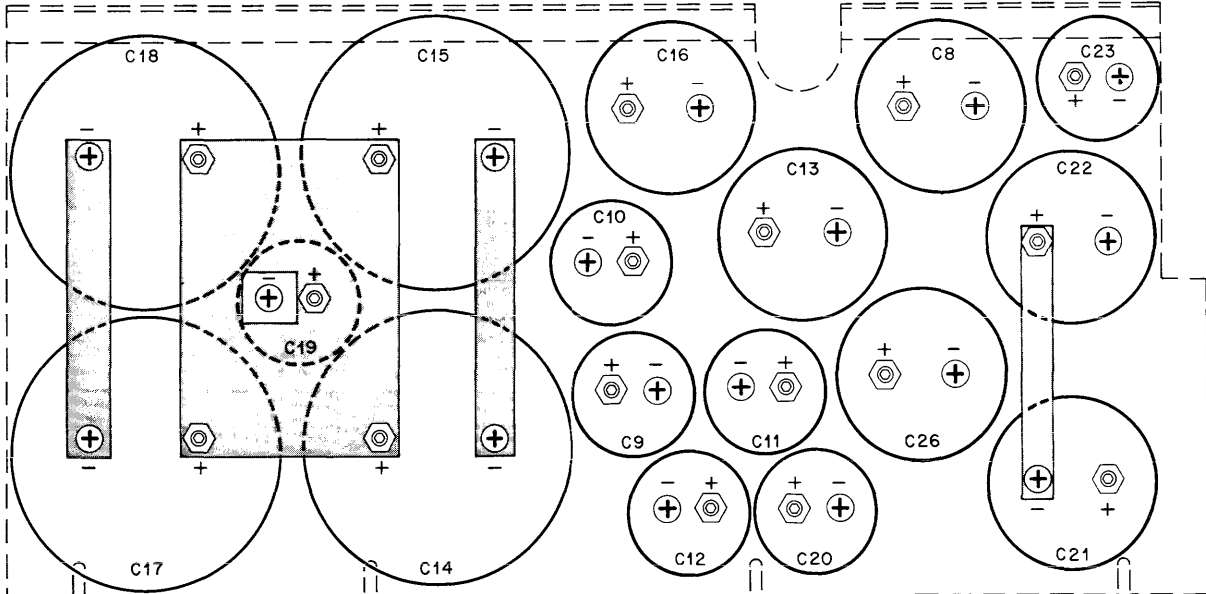 C18
C15
C16
C8
C23
+ -
+ -
+ -
+ -
- + + -
C13
C22
C10
+ -
+ -
- +
- +
C19
+ -
- +
+ -
C9
C11
C26
- + + -
- +
+ -
- +
C12
C20
C21
C17
C14